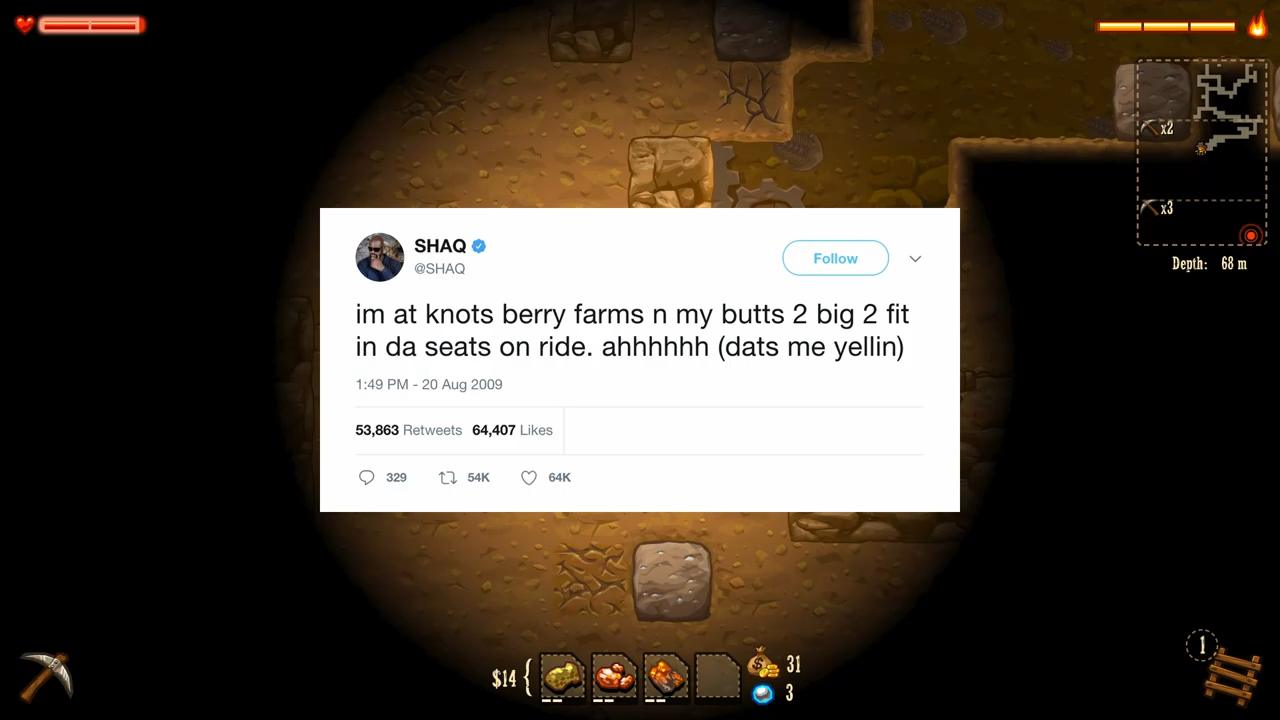 x2
x3
Depth: 68 m
SHAQ
@SHAQ
Follow
im at knots berry farms n my butts 2 big 2 fit
in da seats on ride. ahhhhhh (dats me yellin)
1:49 PM - 20 Aug 2009
53,863 Retweets 64,407 Likes
329 54K 64K
$14
31
3
1